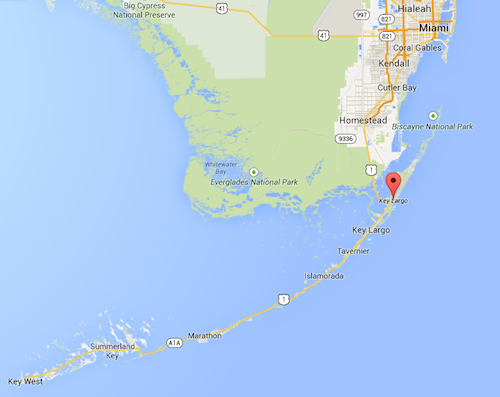 Big Cypress
National Preserve
41
41
997
821
821
Hialeah
Miami
Coral Gables
Kendall
Cutler Bay
Homestead
9336
Biscayne National Park
Whitewater
Bay
Everglades National Park
1
Key Largo
Key Largo
Tavernier
Islamorada
1
Marathon
A1A
Summerland
Key
Key West